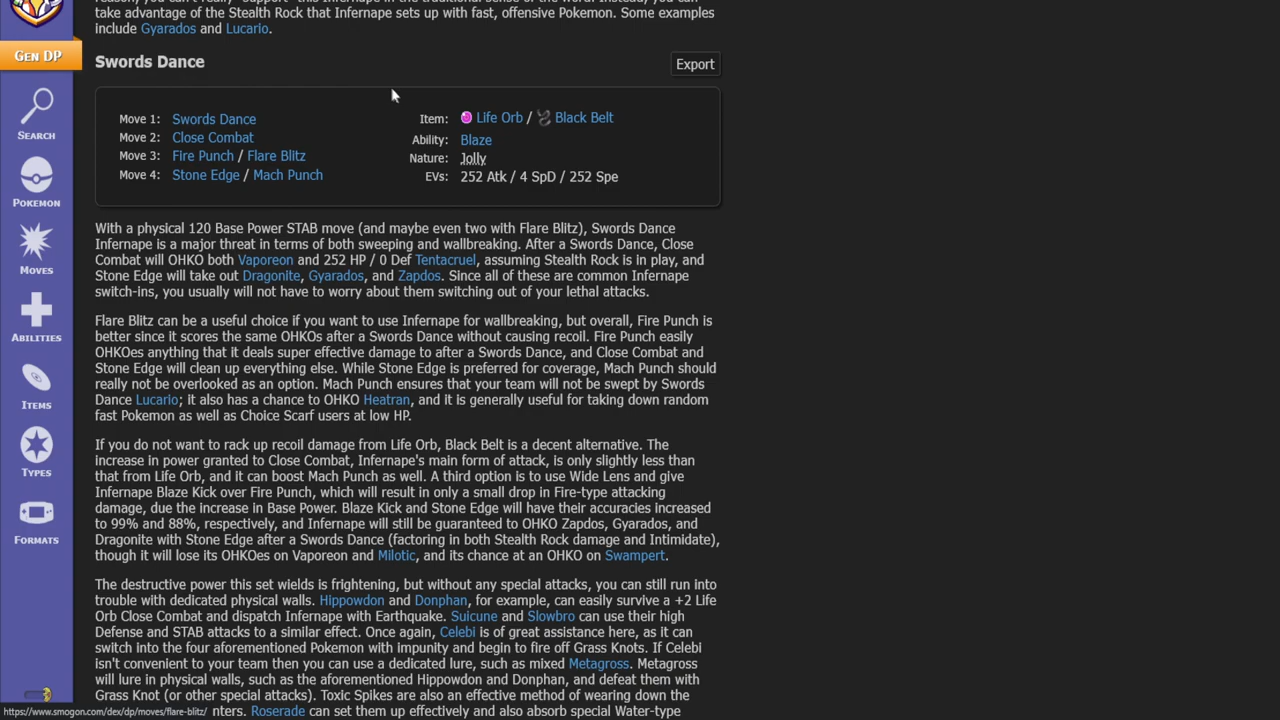 reason, you can't really "support" this Infernape in the traditional sense of the word. Instead, you can
take advantage of the Stealth Rock that Infernape sets up with fast, offensive Pokemon. Some examples
include Gyarados and Lucario.
GEN DP
Swords Dance
Export
Move 1: Swords Dance
Move 2: Close Combat
Move 3: Fire Punch / Flare Blitz
Move 4: Stone Edge / Mach Punch
Item: Life Orb / Black Belt
Ability: Blaze
Nature: Jolly
EVs: 252 Atk / 4 SpD / 252 Spe
SEARCH
POKEMON
MOVES
ABILITIES
ITEMS
TYPES
FORMATS
With a physical 120 Base Power STAB move (and maybe even two with Flare Blitz), Swords Dance
Infernape is a major threat in terms of both sweeping and wallbreaking. After a Swords Dance, Close
Combat will OHKO both Vaporeon and 252 HP / 0 Def Tentacruel, assuming Stealth Rock is in play, and
Stone Edge will take out Dragonite, Gyarados, and Zapdos. Since all of these are common Infernape
switch-ins, you usually will not have to worry about them switching out of your lethal attacks.
Flare Blitz can be a useful choice if you want to use Infernape for wallbreaking, but overall, Fire Punch is
better since it scores the same OHKOs after a Swords Dance without causing recoil. Fire Punch easily
OHKOes anything that it deals super effective damage to after a Swords Dance, and Close Combat and
Stone Edge will clean up everything else. While Stone Edge is preferred for coverage, Mach Punch should
really not be overlooked as an option. Mach Punch ensures that your team will not be swept by Swords
Dance Lucario; it also has a chance to OHKO Heatran, and it is generally useful for taking down random
fast Pokemon as well as Choice Scarf users at low HP.
If you do not want to rack up recoil damage from Life Orb, Black Belt is a decent alternative. The
increase in power granted to Close Combat, Infernape's main form of attack, is only slightly less than
that from Life Orb, and it can boost Mach Punch as well. A third option is to use Wide Lens and give
Infernape Blaze Kick over Fire Punch, which will result in only a small drop in Fire-type attacking
damage, due the increase in Base Power. Blaze Kick and Stone Edge will have their accuracies increased
to 99% and 88%, respectively, and Infernape will still be guaranteed to OHKO Zapdos, Gyarados, and
Dragonite with Stone Edge after a Swords Dance (factoring in both Stealth Rock damage and Intimidate),
though it will lose its OHKOes on Vaporeon and Milotic, and its chance at an OHKO on Swampert.
The destructive power this set wields is frightening, but without any special attacks, you can still run into
trouble with dedicated physical walls. Hippowdon and Donphan, for example, can easily survive a +2 Life
Orb Close Combat and dispatch Infernape with Earthquake. Suicune and Slowbro can use their high
Defense and STAB attacks to a similar effect. Once again, Celebi is of great assistance here, as it can
switch into the four aforementioned Pokemon with impunity and begin to fire off Grass Knots. If Celebi
isn't convenient to your team then you can use a dedicated lure, such as mixed Metagross. Metagross
will lure in physical walls, such as the aforementioned Hippowdon and Donphan, and defeat them with
Grass Knot (or other special attacks). Toxic Spikes are also an effective method of wearing down the
nters. Roserade can set them up effectively and also absorb special Water-type
https://www.smogon.com/dex/dp/moves/flare-blitz/